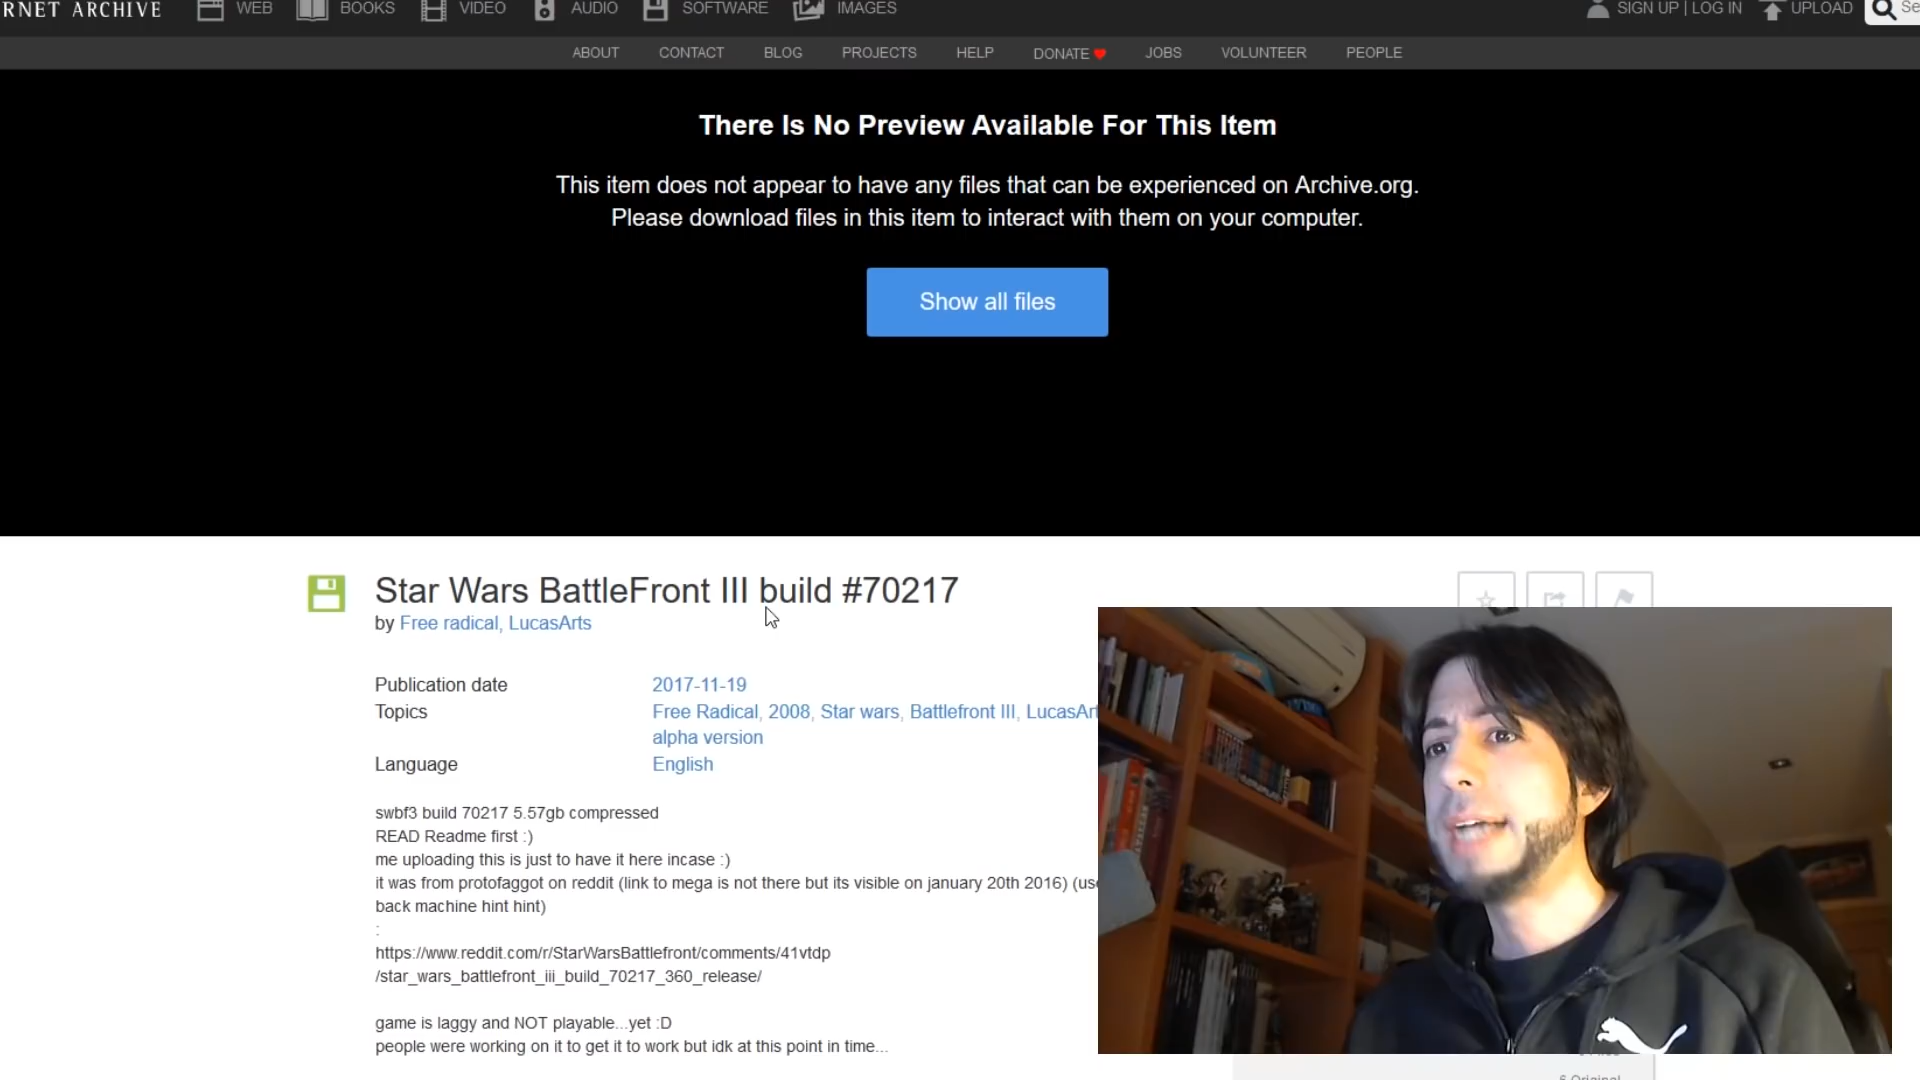 RNET ARCHIVE WEB BOOKS VIDEO AUDIO SOFTWARE IMAGES SIGN UP | LOG IN UPLOAD Se
ABOUT CONTACT BLOG PROJECTS HELP DONATE JOBS VOLUNTEER PEOPLE
There Is No Preview Available For This Item
This item does not appear to have any files that can be experienced on Archive.org.
Please download files in this item to interact with them on your computer.
Show all files
Star Wars BattleFront III build #70217
by Free radical, LucasArts
Publication date 2017-11-19
Topics Free Radical, 2008, Star wars, Battlefront III, LucasArt
alpha version
Language English
swbf3 build 70217 5.57gb compressed
READ Readme first :)
me uploading this is just to have it here incase :)
it was from protofaggot on reddit (link to mega is not there but its visible on january 20th 2016) (us
back machine hint hint)
:
https://www.reddit.com/r/StarWarsBattlefront/comments/41vtdp
/star_wars_battlefront_iii_build_70217_360_release/
game is laggy and NOT playable...yet :D
people were working on it to get it to work but idk at this point in time...